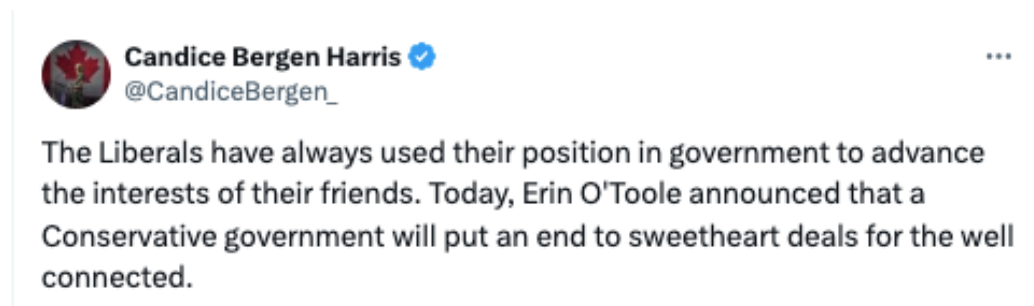 Candice Bergen Harris
@CandiceBergen_
The Liberals have always used their position in government to advance
the interests of their friends. Today, Erin O'Toole announced that a
Conservative government will put an end to sweetheart deals for the well
connected.